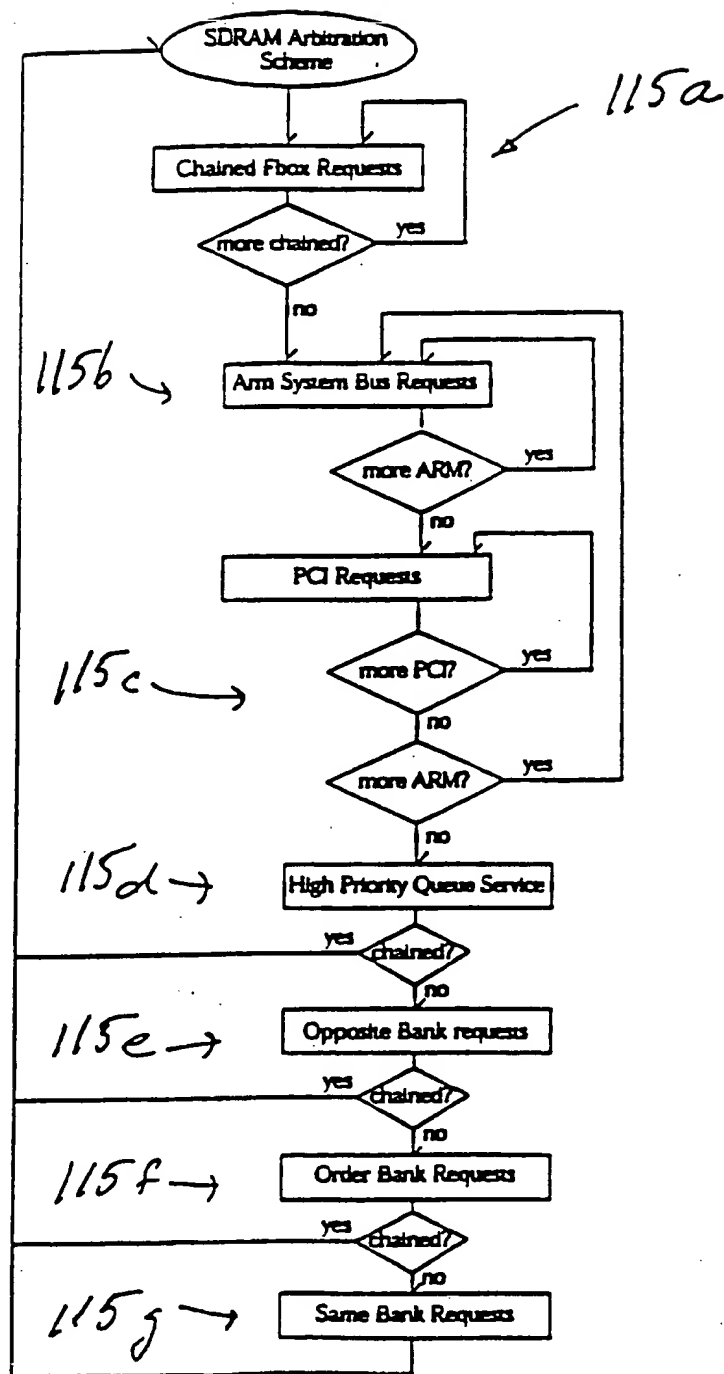 SDRAM Arbitration
Scheme
115a
Chained Fbox Requests
more chained?
yes
no
115b
Arm System Bus Requests
more ARM?
yes
no
PCI Requests
115c
more PCI?
yes
no
more ARM?
yes
no
115d
High Priority Queue Service
yes
chained?
no
115e
Opposite Bank requests
yes
chained?
no
115f
Order Bank Requests
yes
chained?
no
115g
Same Bank Requests